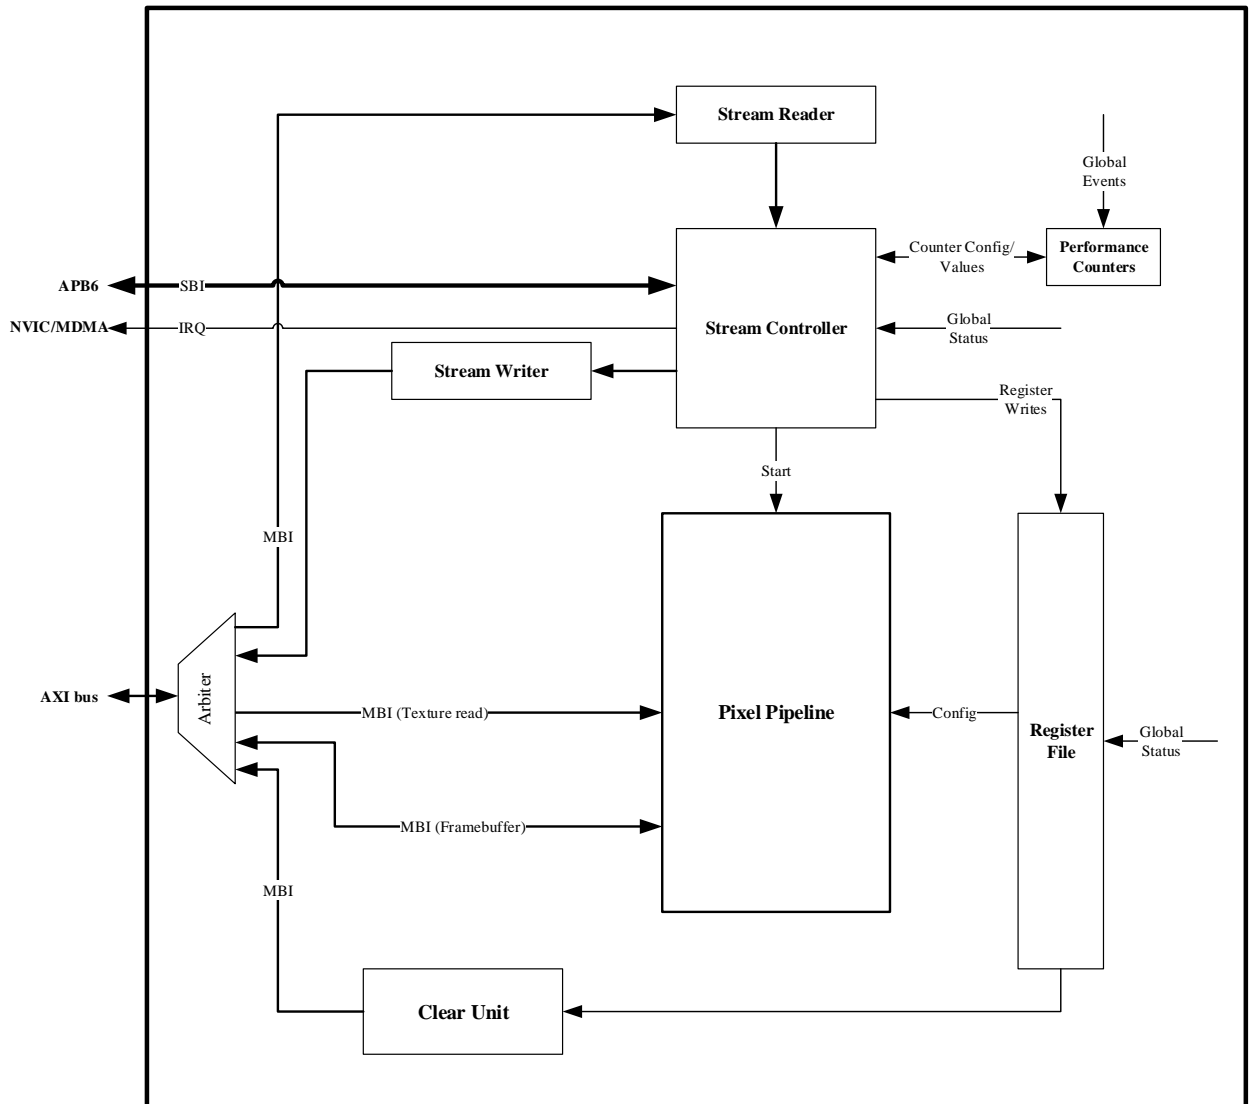 Stream Reader
Global
Events
Counter Config/
Values
Performance
Counters
APB6
SBI
NVIC/MDMA
IRQ
Stream Controller
Global
Status
Stream Writer
Register
Writes
Start
MBI
Arbiter
AXI bus
MBI (Texture read)
Pixel Pipeline
Config
Register
File
Global
Status
MBI (Framebuffer)
MBI
Clear Unit